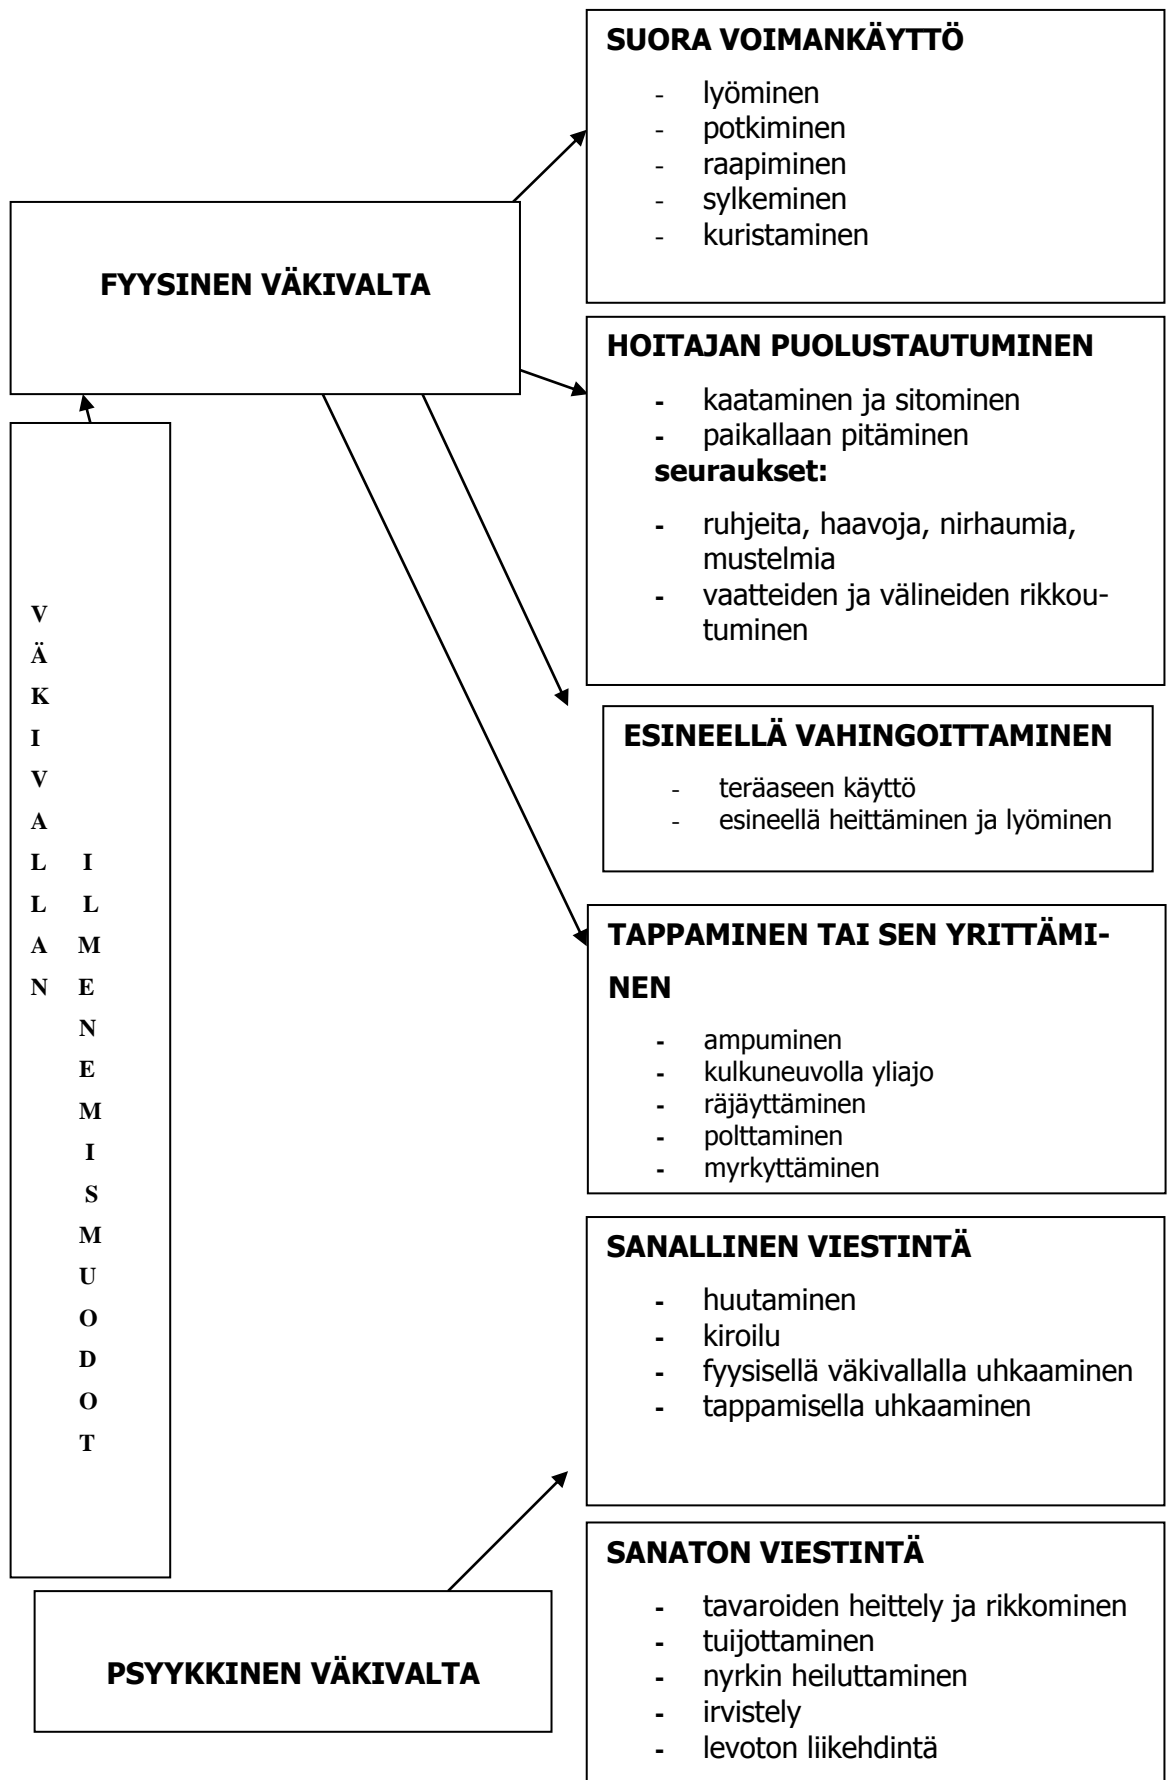 SUORA VOIMANKÄYTTÖ
- lyöminen
- potkiminen
- raapiminen
- sylkeminen
- kuristaminen
FYYSINEN VÄKIVALTA
HOITAJAN PUOLUSTAUTUMINEN
- kaataminen ja sitominen
- paikallaan pitäminen
seuraukset:
- ruhjeita, haavoja, nirhaumia,
mustelmia
- vaatteiden ja välineiden rikkou-
tuminen
VÄKIVALLAN
ILMENEMISMUODOT
ESINEELLÄ VAHINGOITTAMINEN
- teräaseen käyttö
- esineellä heittäminen ja lyöminen
TAPPAMINEN TAI SEN YRITTÄMI-
NEN
- ampuminen
- kulkuneuvolla yliajo
- räjäyttäminen
- polttaminen
- myrkyttäminen
SANALLINEN VIESTINTÄ
- huutaminen
- kiroilu
- fyysisellä väkivallalla uhkaaminen
- tappamisella uhkaaminen
PSYYKKINEN VÄKIVALTA
SANATON VIESTINTÄ
- tavaroiden heittely ja rikkominen
- tuijottaminen
- nyrkin heiluttaminen
- irvistely
- levoton liikehdintä